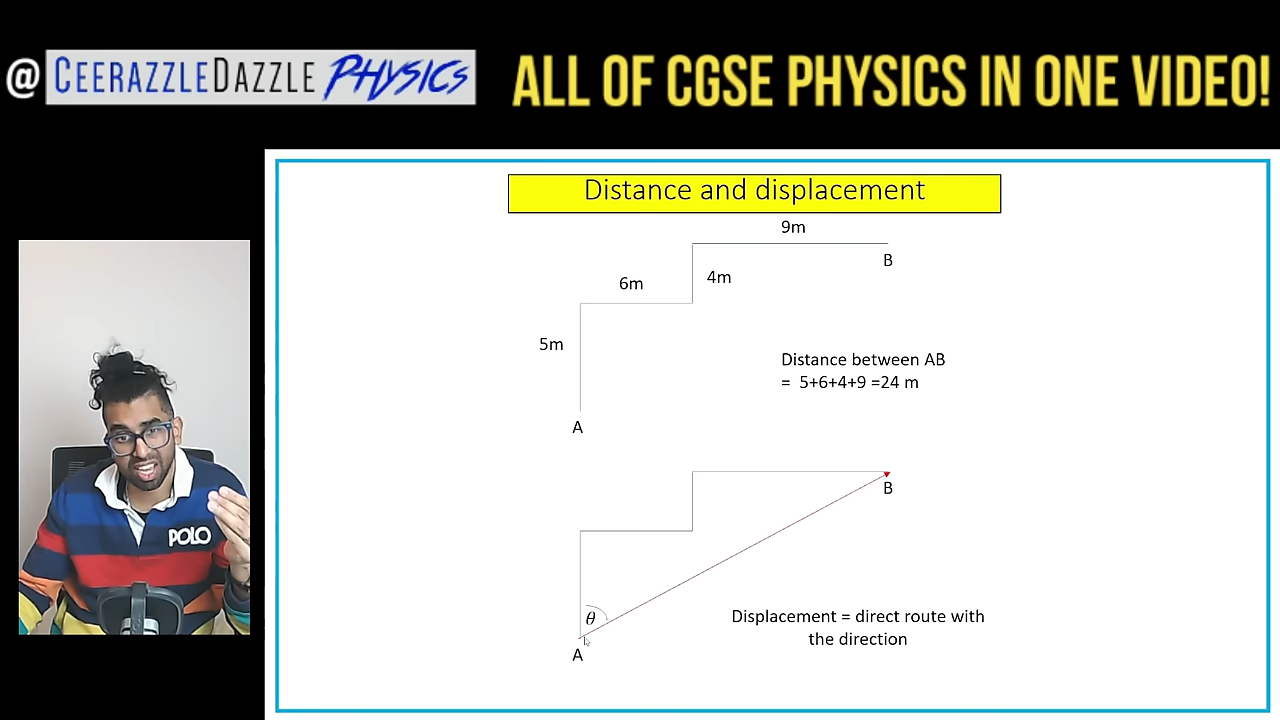 @ CEERAZZLEDAZZLE PHYSICS
ALL OF CGSE PHYSICS IN ONE VIDEO!
Distance and displacement
9m
B
6m
4m
5m
Distance between AB
= 5+6+4+9 =24 m
A
B
POLO
θ
Displacement = direct route with
the direction
A